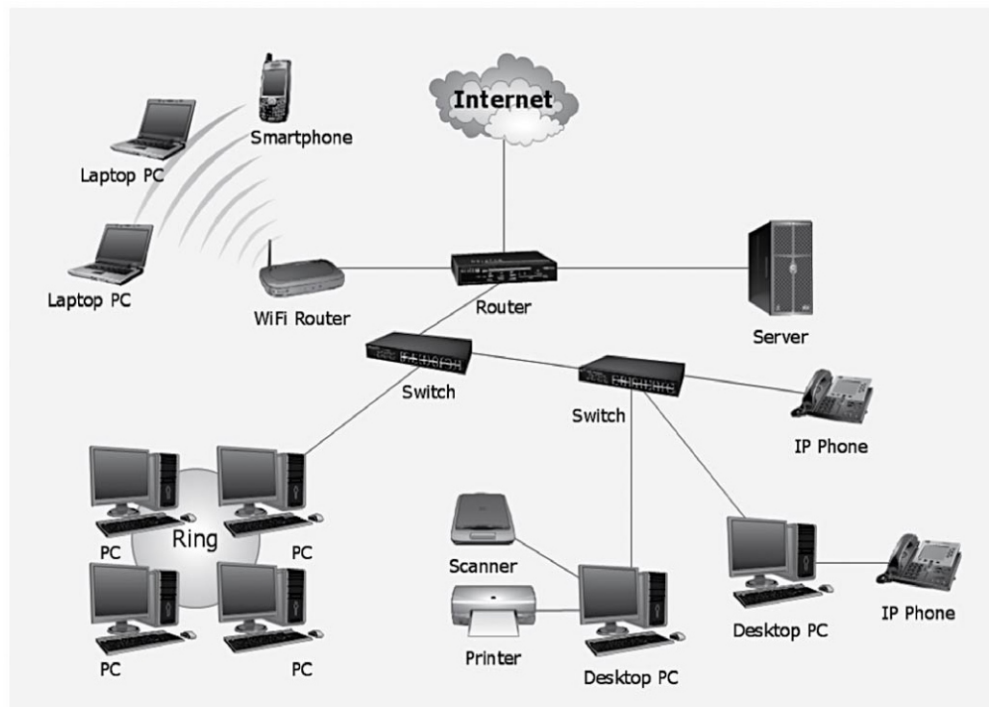 Internet
Smartphone
Laptop PC
Laptop PC
WiFi Router
Router
Server
Switch
Switch
IP Phone
PC
Ring
PC
Scanner
IP Phone
Desktop PC
Printer
PC
PC
Desktop PC